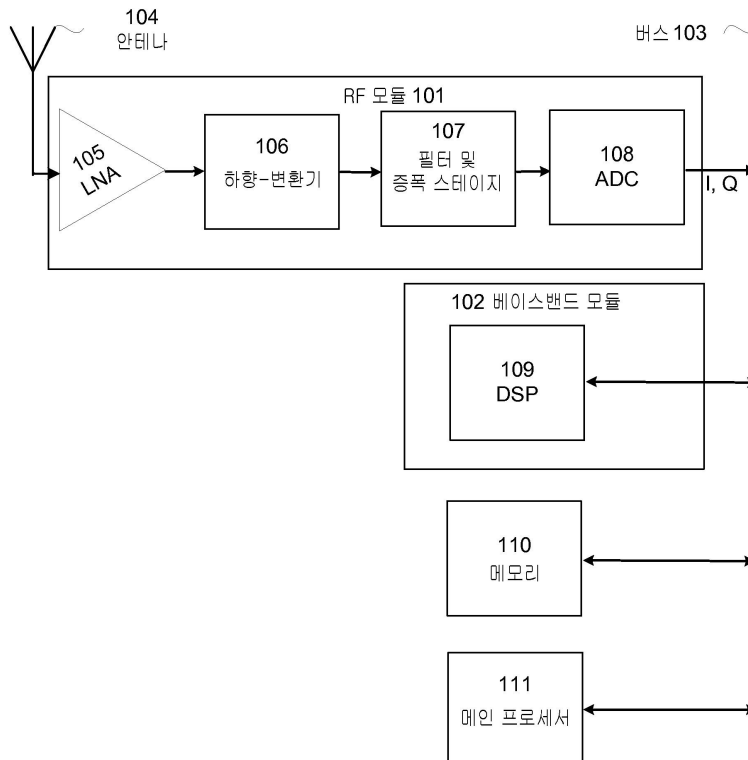 104
안테나
버스 103
RF 모듈 101
105
LNA
106
하향-변환기
107
필터 및
증폭 스테이지
108
ADC
I, Q
102 베이스밴드 모듈
109
DSP
110
메모리
111
메인 프로세서